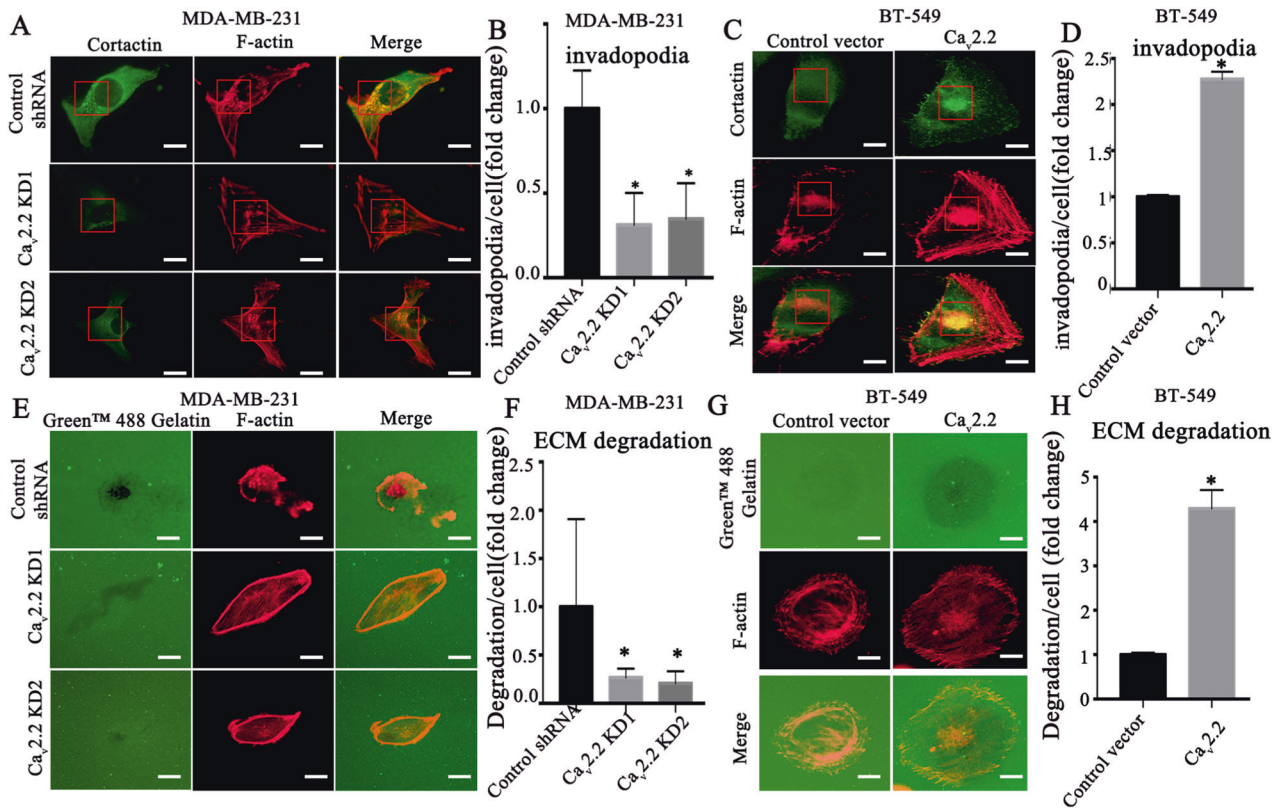 A
MDA-MB-231
Cortactin F-actin Merge
Control
shRNA
Cav2.2 KD1
Cav2.2 KD2
B
MDA-MB-231
invadopodia
invadopodia/cell(fold change)
1.5
1.0
0.5
0.0
*
*
Control shRNA
Cav2.2 KD1
Cav2.2 KD2
C
BT-549
Control vector Cav2.2
Cortactin
F-actin
Merge
D
BT-549
invadopodia
invadopodia/cell(fold change)
2.5
2
1.5
1
0.5
0
*
Control vector
Cav2.2
E
MDA-MB-231
Green™ 488 Gelatin F-actin Merge
Control
shRNA
Cav2.2 KD1
Cav2.2 KD2
F
MDA-MB-231
ECM degradation
Degradation/cell(fold change)
2.5
2.0
1.5
1.0
0.5
0.0
*
*
Control shRNA
Cav2.2 KD1
Cav2.2 KD2
G
BT-549
Control vector Cav2.2
Green™ 488
Gelatin
F-actin
Merge
H
BT-549
ECM degradation
Degradation/cell (fold change)
5
4
3
2
1
0
*
Control vector
Cav2.2